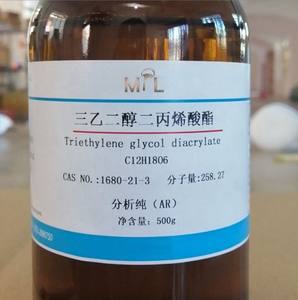 MPL
三乙二醇二丙烯酸酯
Triethylene glycol diacrylate
C12H18O6
CAS NO.:1680-21-3 分子量:258.27
分析纯（AR）
净含量：500g